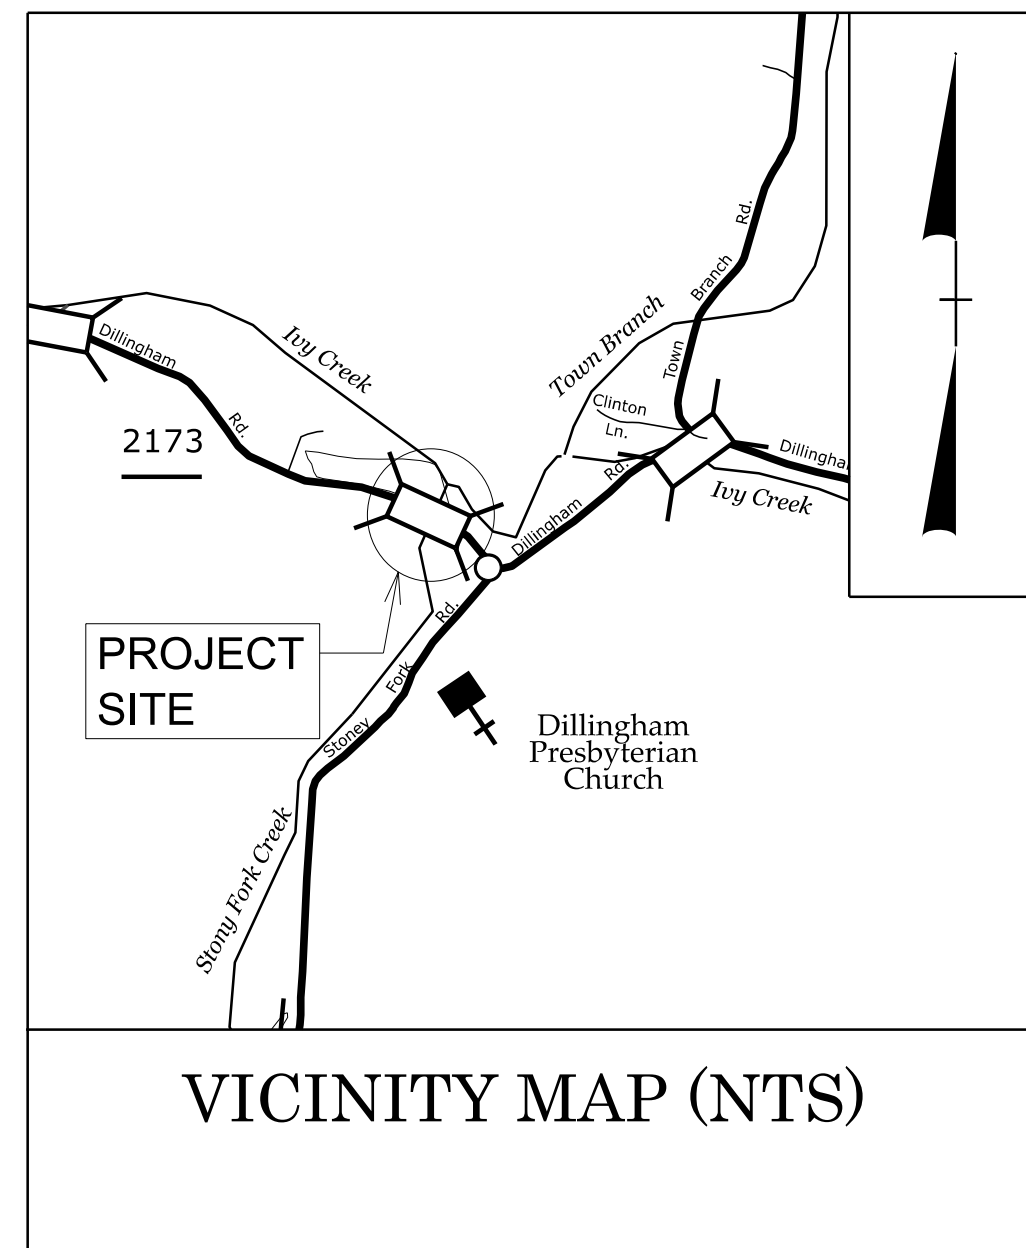 Rd.
Branch
Town
Town Branch
Ivy Creek
Dillingham
Rd.
2173
Clinton
Ln.
Rd.
Dillingham
Ivy Creek
Dillingham
Rd.
Fork
Stoney
PROJECT
SITE
Dillingham
Presbyterian
Church
Stony Fork Creek
VICINITY MAP (NTS)